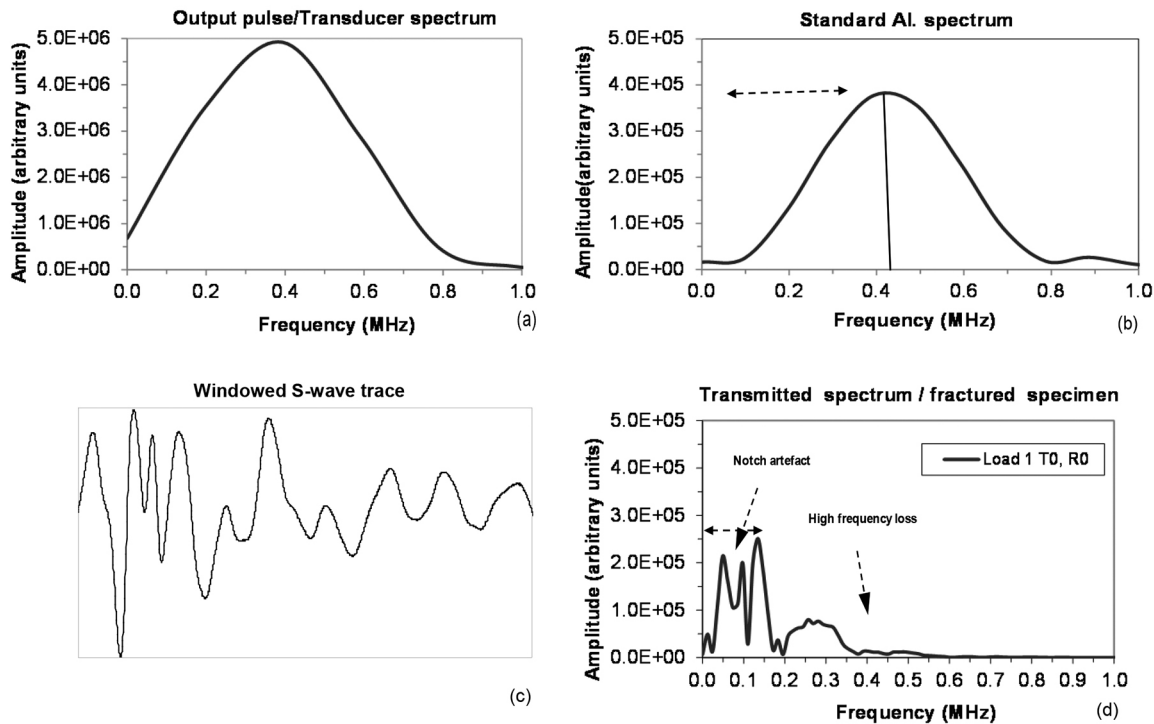 Output pulse/Transducer spectrum
Amplitude (arbitrary units)
5.0E+06
4.0E+06
3.0E+06
2.0E+06
1.0E+06
0.0E+00
0.0 0.2 0.4 0.6 0.8 1.0
Frequency (MHz)
(a)
Standard Al. spectrum
Amplitude(arbitrary units)
5.0E+05
4.0E+05
3.0E+05
2.0E+05
1.0E+05
0.0E+00
0.0 0.2 0.4 0.6 0.8 1.0
Frequency (MHz)
(b)
Windowed S-wave trace
(c)
Transmitted spectrum / fractured specimen
Amplitude (arbitrary units)
5.0E+05
4.0E+05
3.0E+05
2.0E+05
1.0E+05
0.0E+00
Load 1 T0, R0
Notch artefact
High frequency loss
0.0 0.1 0.2 0.3 0.4 0.5 0.6 0.7 0.8 0.9 1.0
Frequency (MHz)
(d)